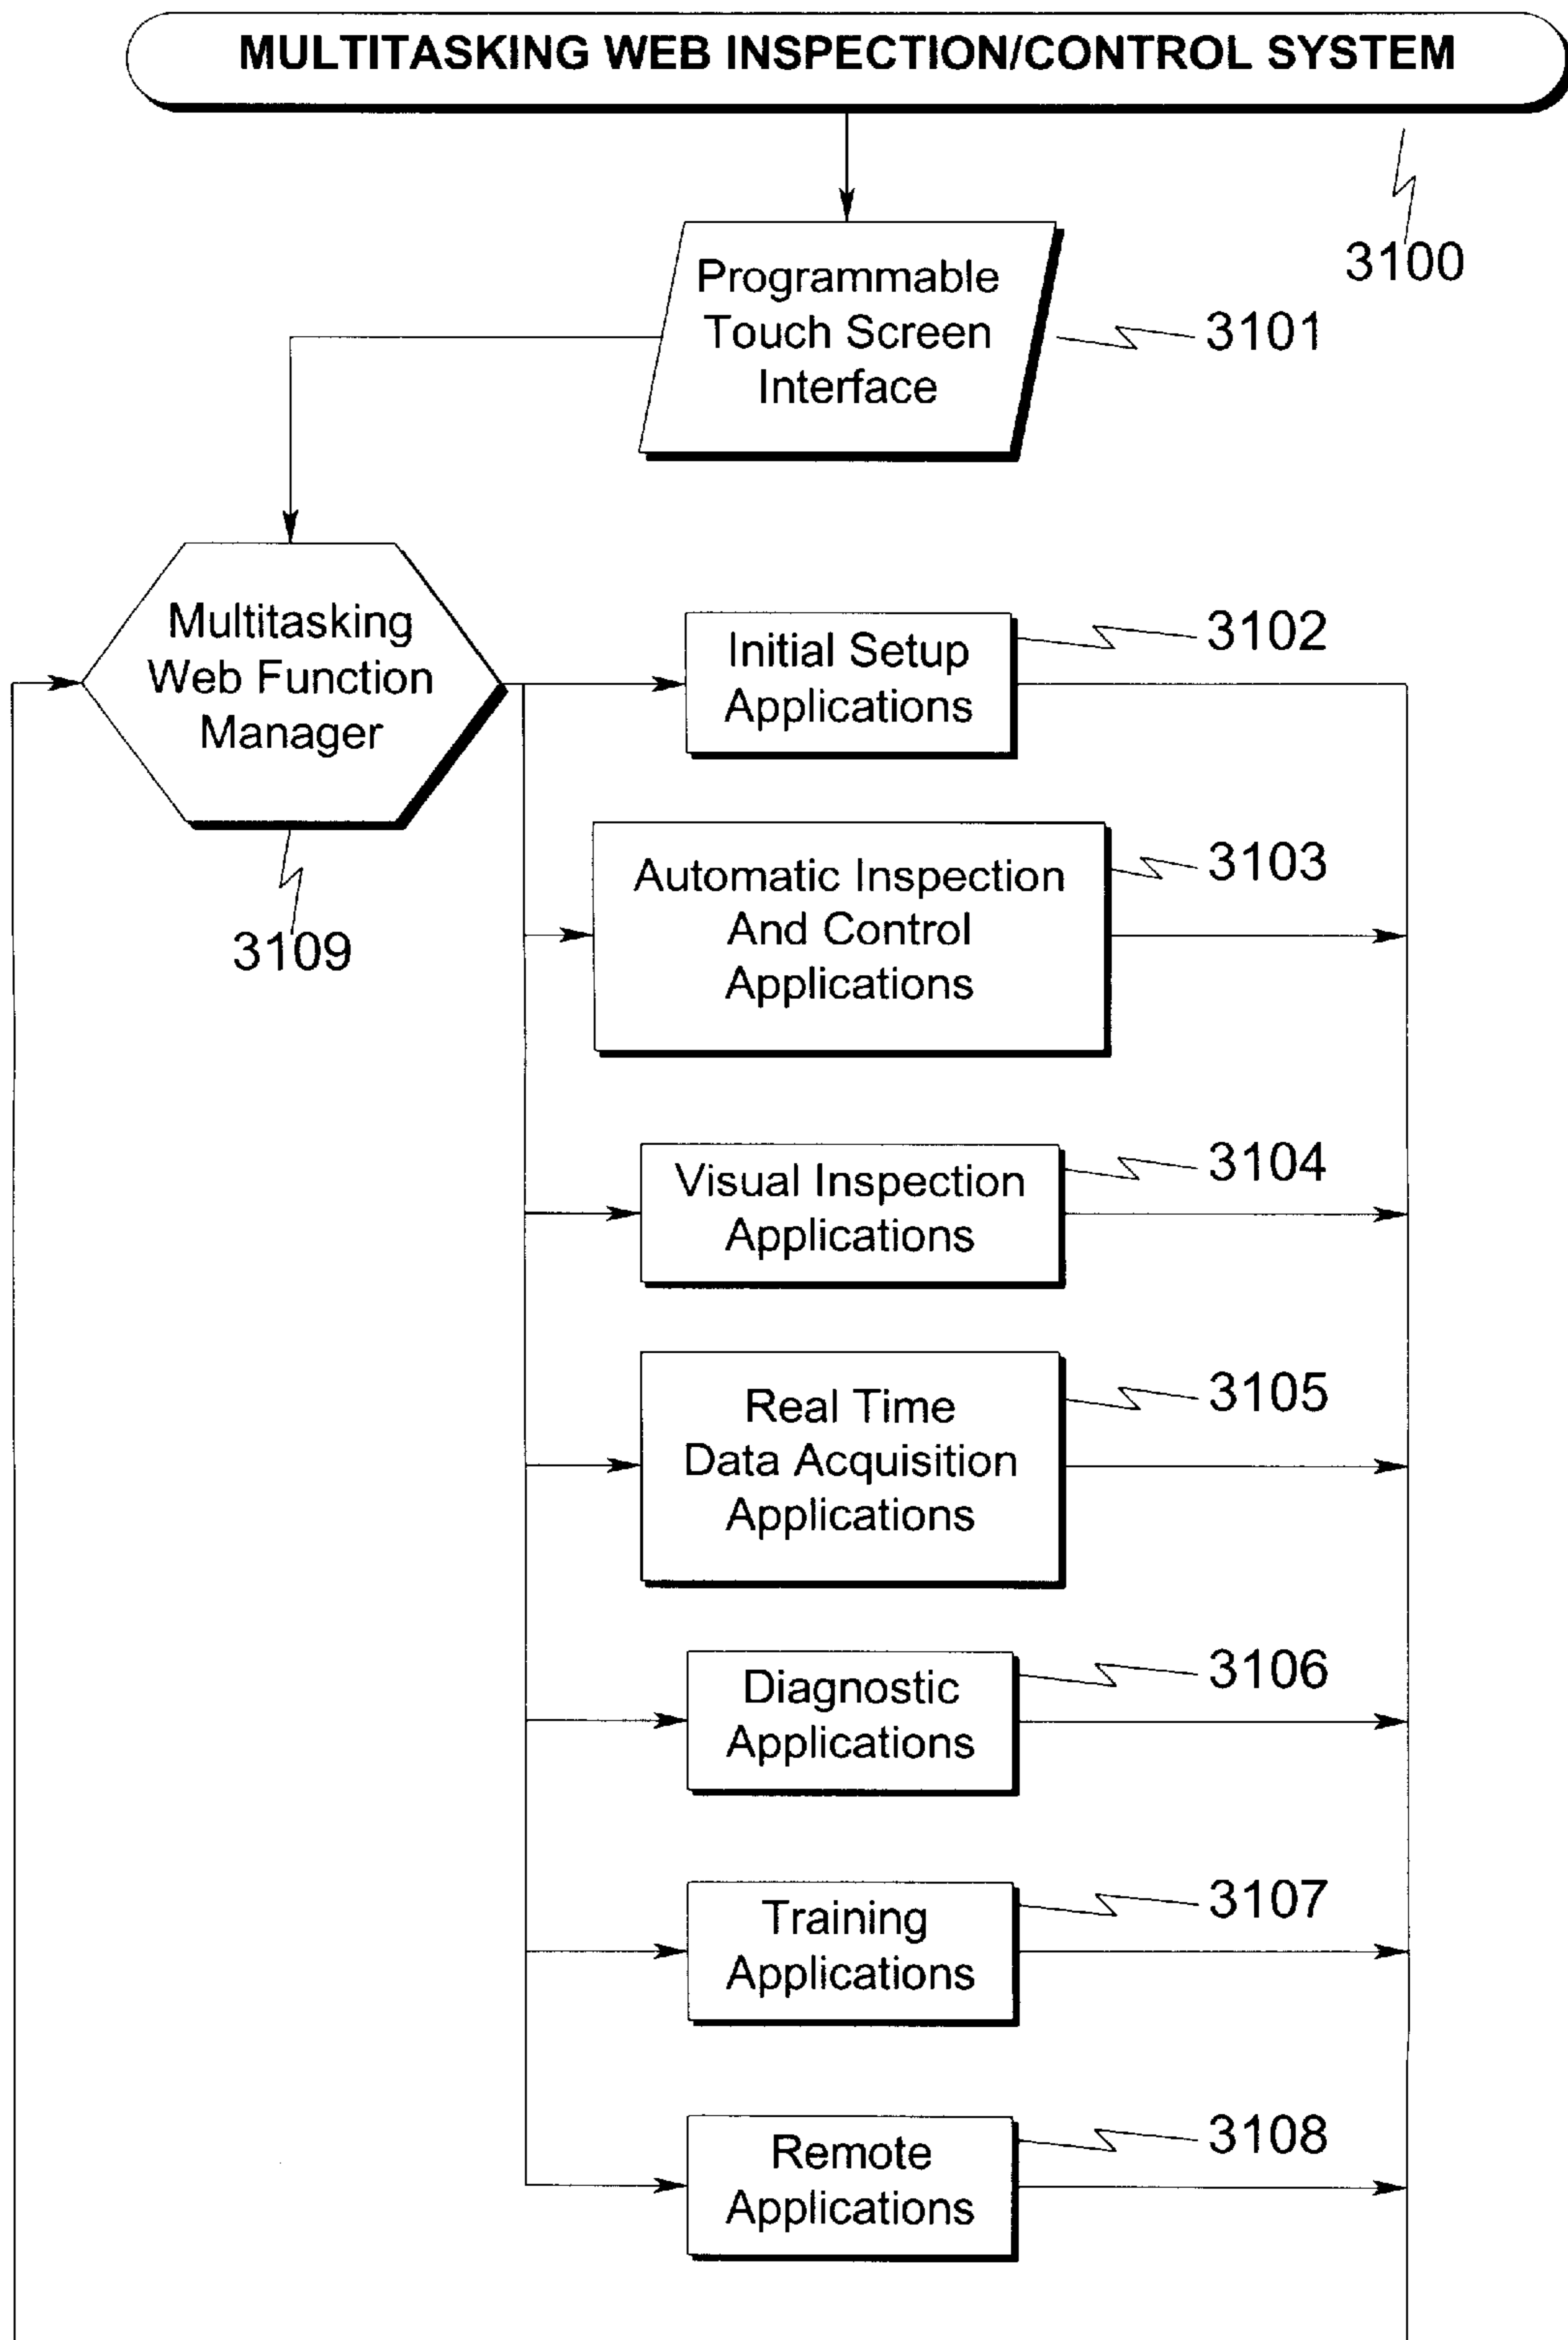 MULTITASKING WEB INSPECTION/CONTROL SYSTEM
3100
Programmable
Touch Screen
Interface
3101
Multitasking
Web Function
Manager
3109
Initial Setup
Applications
3102
Automatic Inspection
And Control
Applications
3103
Visual Inspection
Applications
3104
Real Time
Data Acquisition
Applications
3105
Diagnostic
Applications
3106
Training
Applications
3107
Remote
Applications
3108